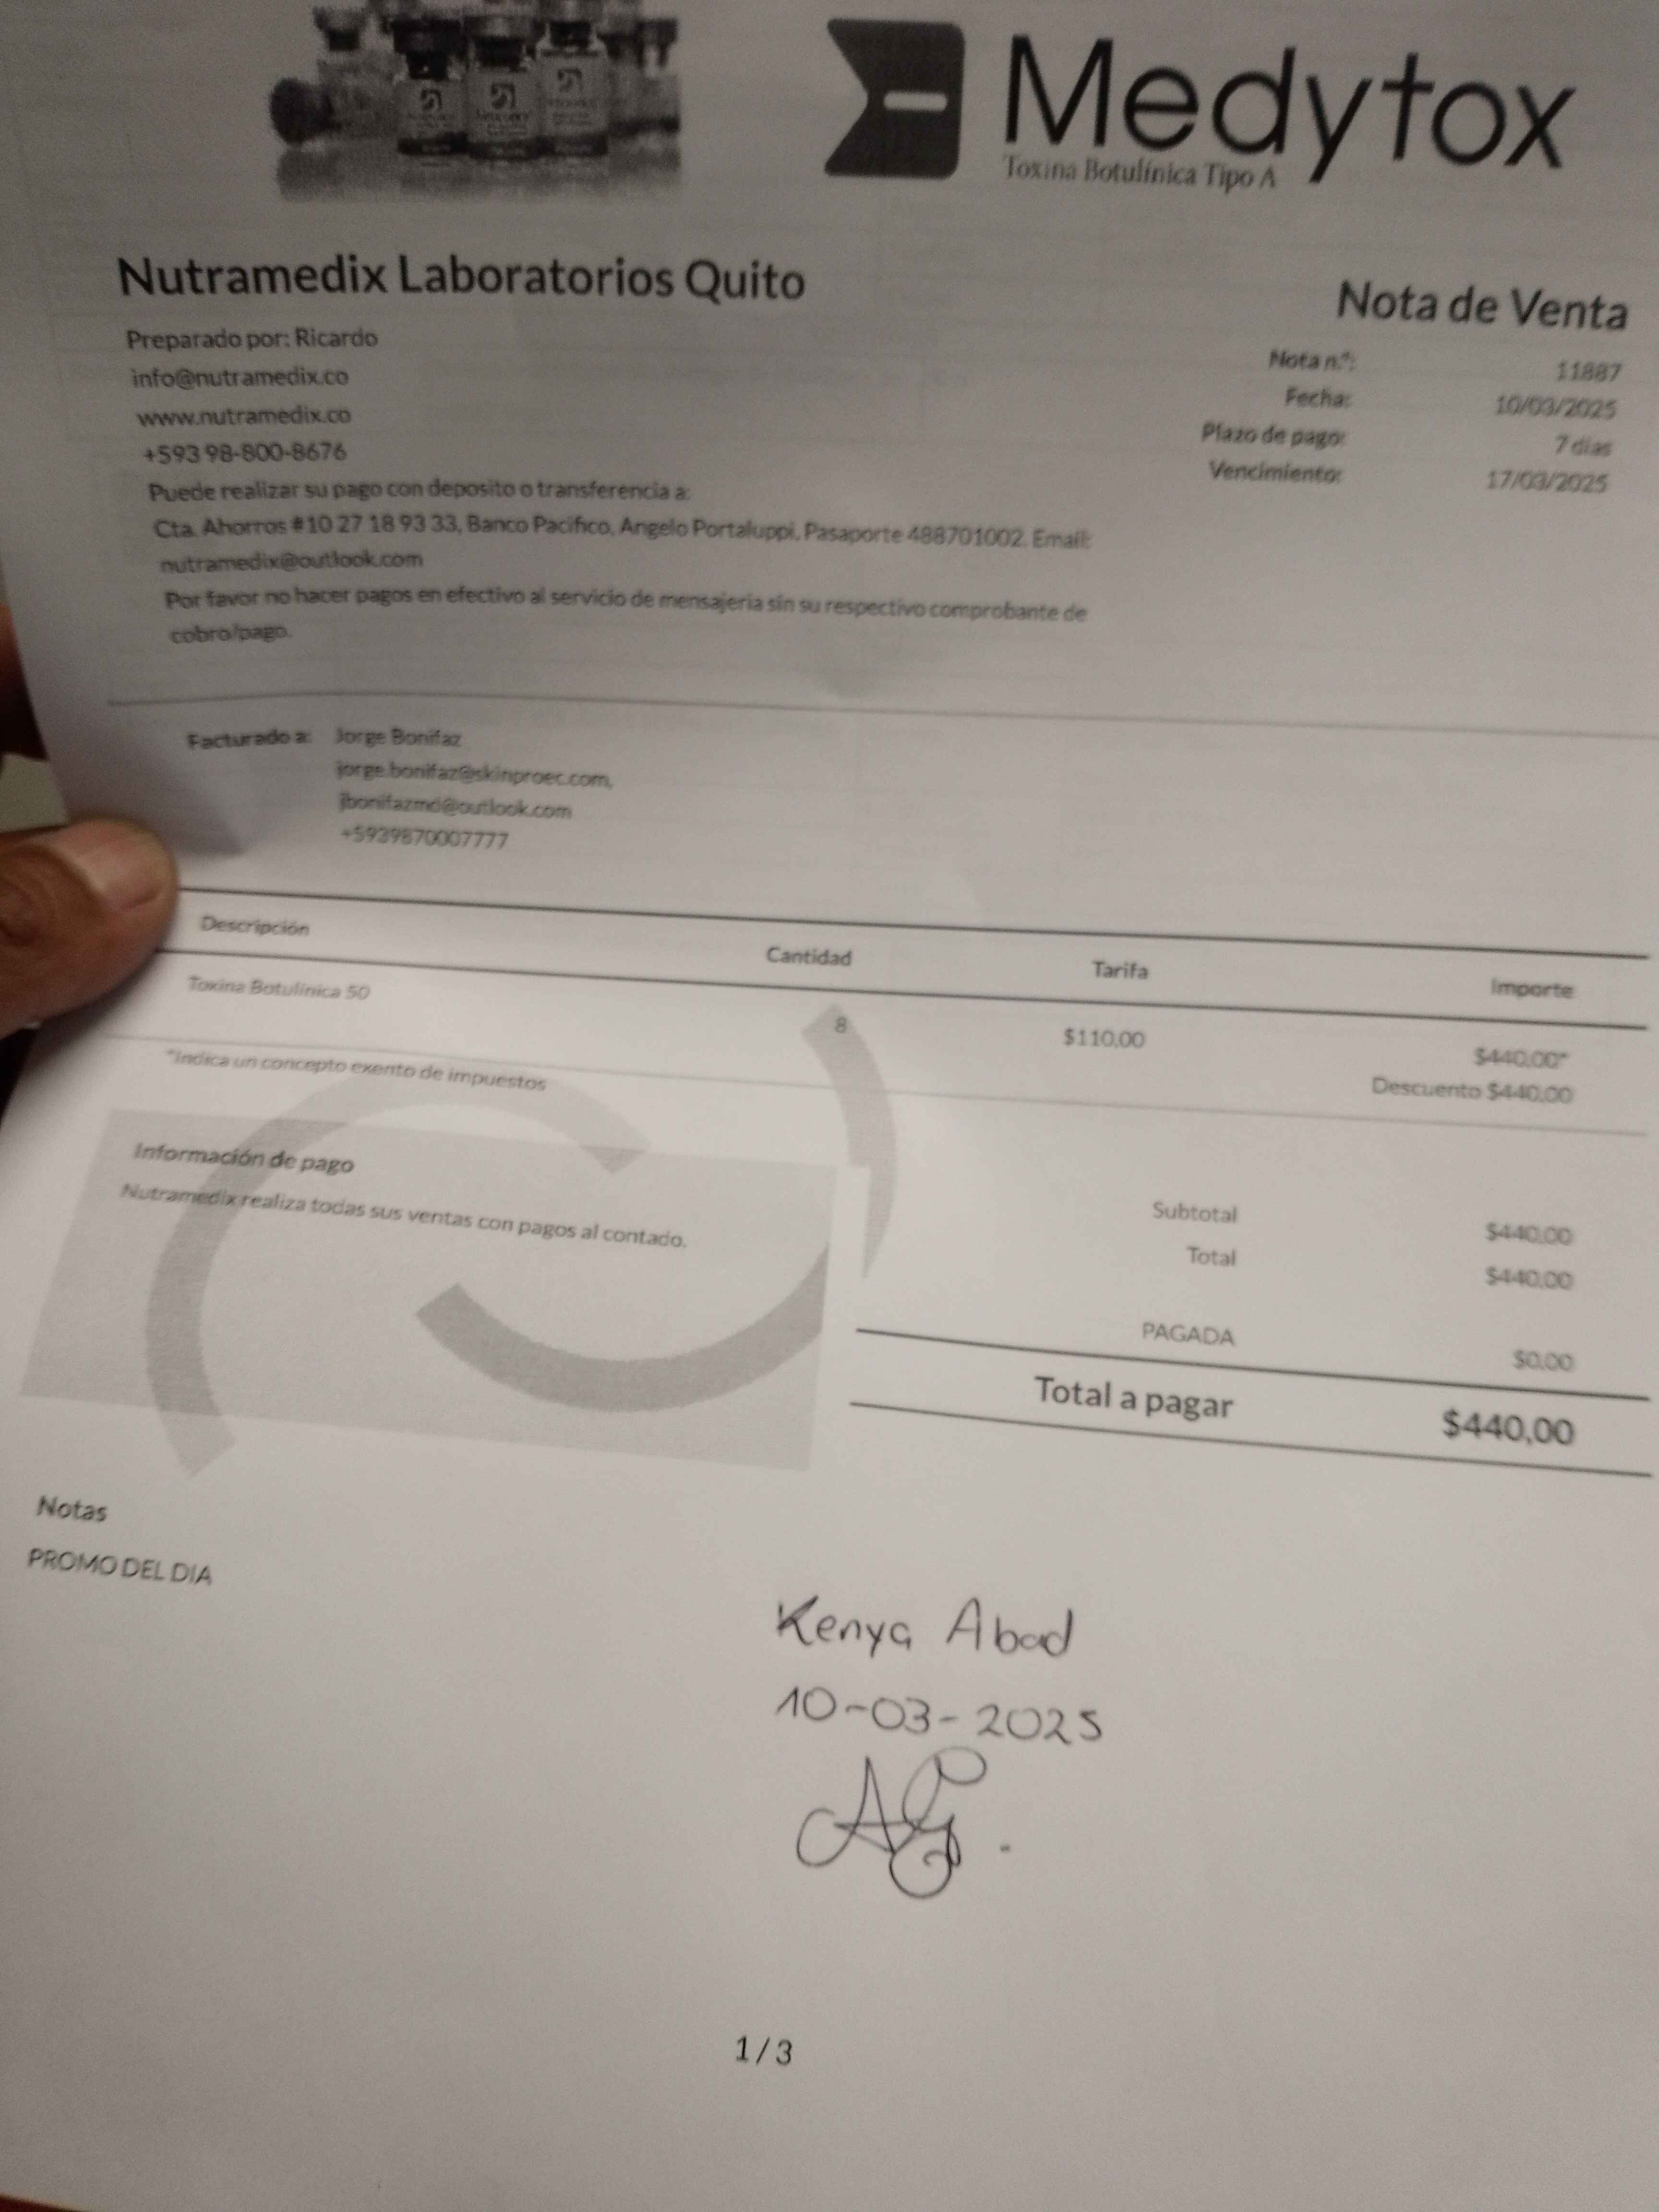 Medytox
Toxina Botulínica Tipo A
Nutramedix Laboratorios Quito
Preparado por: Ricardo
info@nutramedix.co
www.nutramedix.co
+593 98-800-8676
Puede realizar su pago con deposito o transferencia a:
Cta. Ahorros #10 27 18 93 33, Banco Pacifico, Angelo Portaluppi, Pasaporte 488701002. Email:
nutramedix@outlook.com
Por favor no hacer pagos en efectivo al servicio de mensajeria sin su respectivo comprobante de
cobro/pago.
Nota de Venta
Nota n.º: 11887
Fecha: 10/03/2025
Plazo de pago: 7 días
Vencimiento: 17/03/2025
Facturado a: Jorge Bonifaz
jorge.bonifaz@skinproec.com,
jbonifazmd@outlook.com
+5939870007777
Descripción Cantidad Tarifa Importe
Toxina Botulínica 50 8 $110,00 $440,00*
Descuento $440,00
*Indica un concepto exento de impuestos
Información de pago
Nutramedix realiza todas sus ventas con pagos al contado.
Subtotal $440,00
Total $440,00
PAGADA $0,00
Total a pagar $440,00
Notas
PROMO DEL DIA
Kenya Abad
10-03-2025
1/3